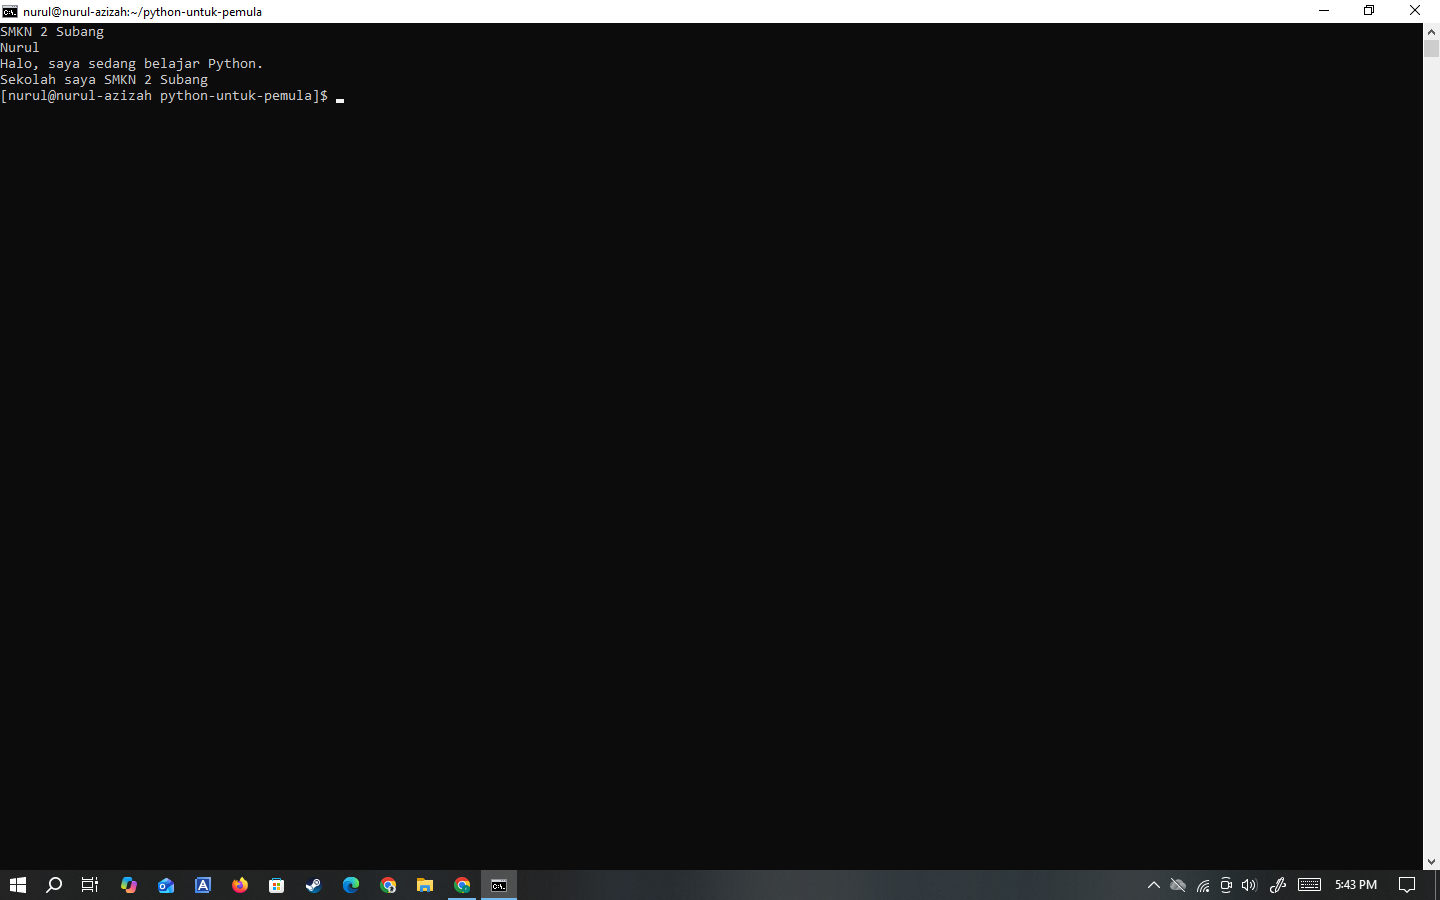 nurul@nurul-azizah:~/python-untuk-pemula
SMKN 2 Subang
Nurul
Halo, saya sedang belajar Python.
Sekolah saya SMKN 2 Subang
[nurul@nurul-azizah python-untuk-pemula]$
5:43 PM